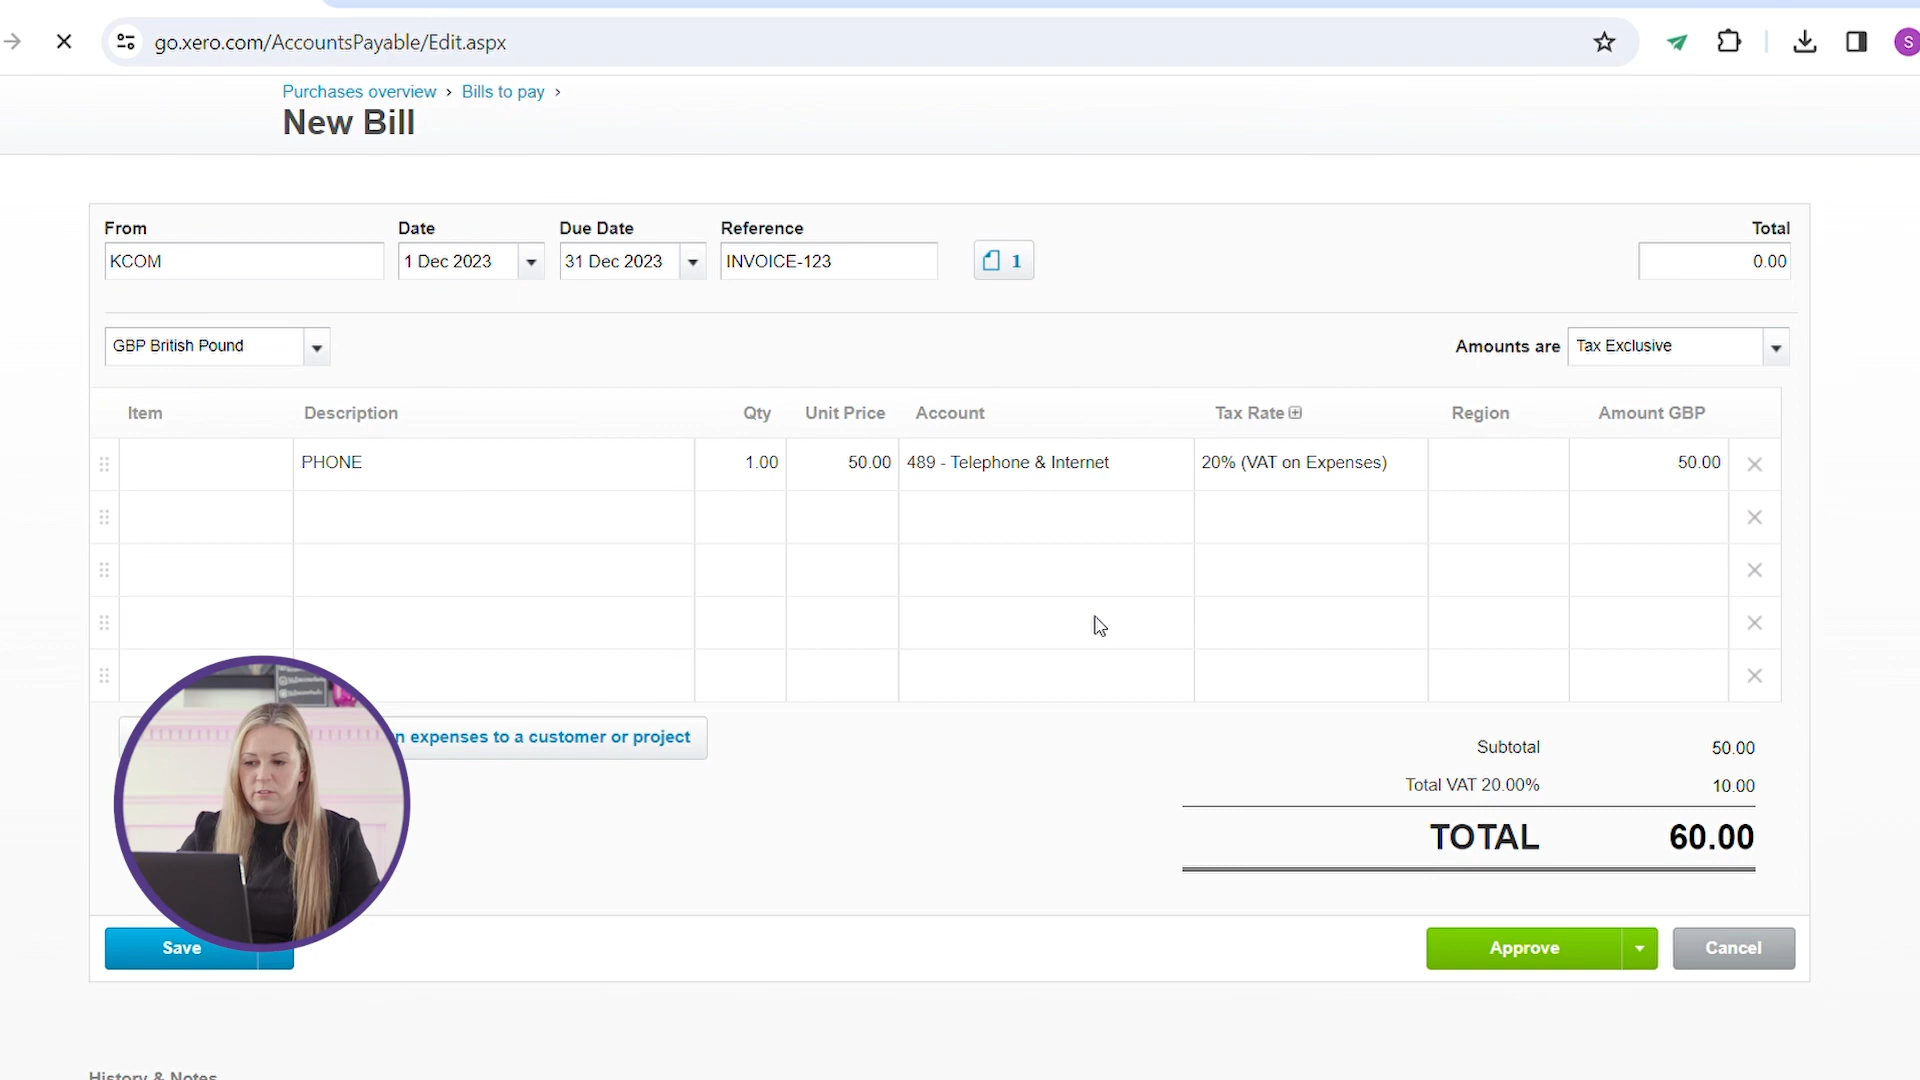 go.xero.com/AccountsPayable/Edit.aspx
S
Purchases overview › Bills to pay ›
New Bill
From Date Due Date Reference Total
KCOM 1 Dec 2023 31 Dec 2023 INVOICE-123 1 0.00
GBP British Pound Amounts are Tax Exclusive
Item Description Qty Unit Price Account Tax Rate Region Amount GBP
PHONE 1.00 50.00 489 - Telephone & Internet 20% (VAT on Expenses) 50.00
expenses to a customer or project
Subtotal 50.00
Total VAT 20.00% 10.00
TOTAL 60.00
Save Approve Cancel
History & Notes